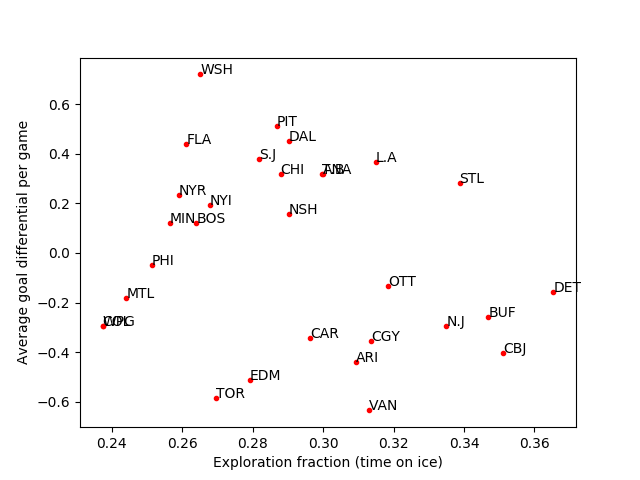 WSH
0.6
PIT
DAL
FLA
0.4
S.J
L.A
CHI
T.B
ANA
STL
NYR
0.2
NYI
NSH
MIN
BOS
0.0
PHI
OTT
DET
MTL
−0.2
BUF
WPG
COL
N.J
CAR
CGY
CBJ
−0.4
ARI
EDM
TOR
−0.6
VAN
0.24
0.26
0.28
0.30
0.32
0.34
0.36
Exploration fraction (time on ice)
Average goal differential per game